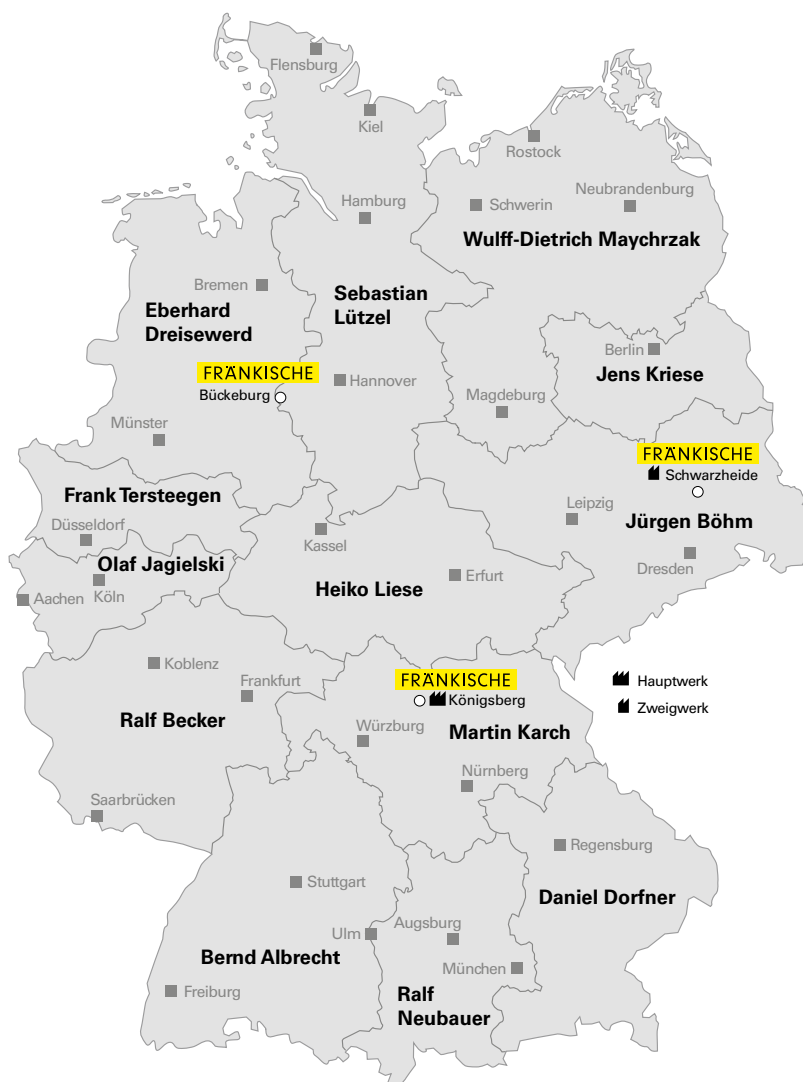 Flensburg
Kiel
Rostock
Hamburg
Schwerin
Neubrandenburg
Wulff-Dietrich Maychrzak
Bremen
Eberhard
Dreisewerd
Sebastian
Lützel
Berlin
Jens Kriese
FRÄNKISCHE
Bückeburg
Hannover
Magdeburg
Münster
FRÄNKISCHE
Schwarzheide
Frank Tersteegen
Düsseldorf
Leipzig
Jürgen Böhm
Kassel
Olaf Jagielski
Aachen
Köln
Heiko Liese
Erfurt
Dresden
Koblenz
Frankfurt
FRÄNKISCHE
Königsberg
Hauptwerk
Zweigwerk
Ralf Becker
Würzburg
Martin Karch
Nürnberg
Saarbrücken
Regensburg
Stuttgart
Daniel Dorfner
Ulm
Augsburg
Bernd Albrecht
München
Freiburg
Ralf
Neubauer